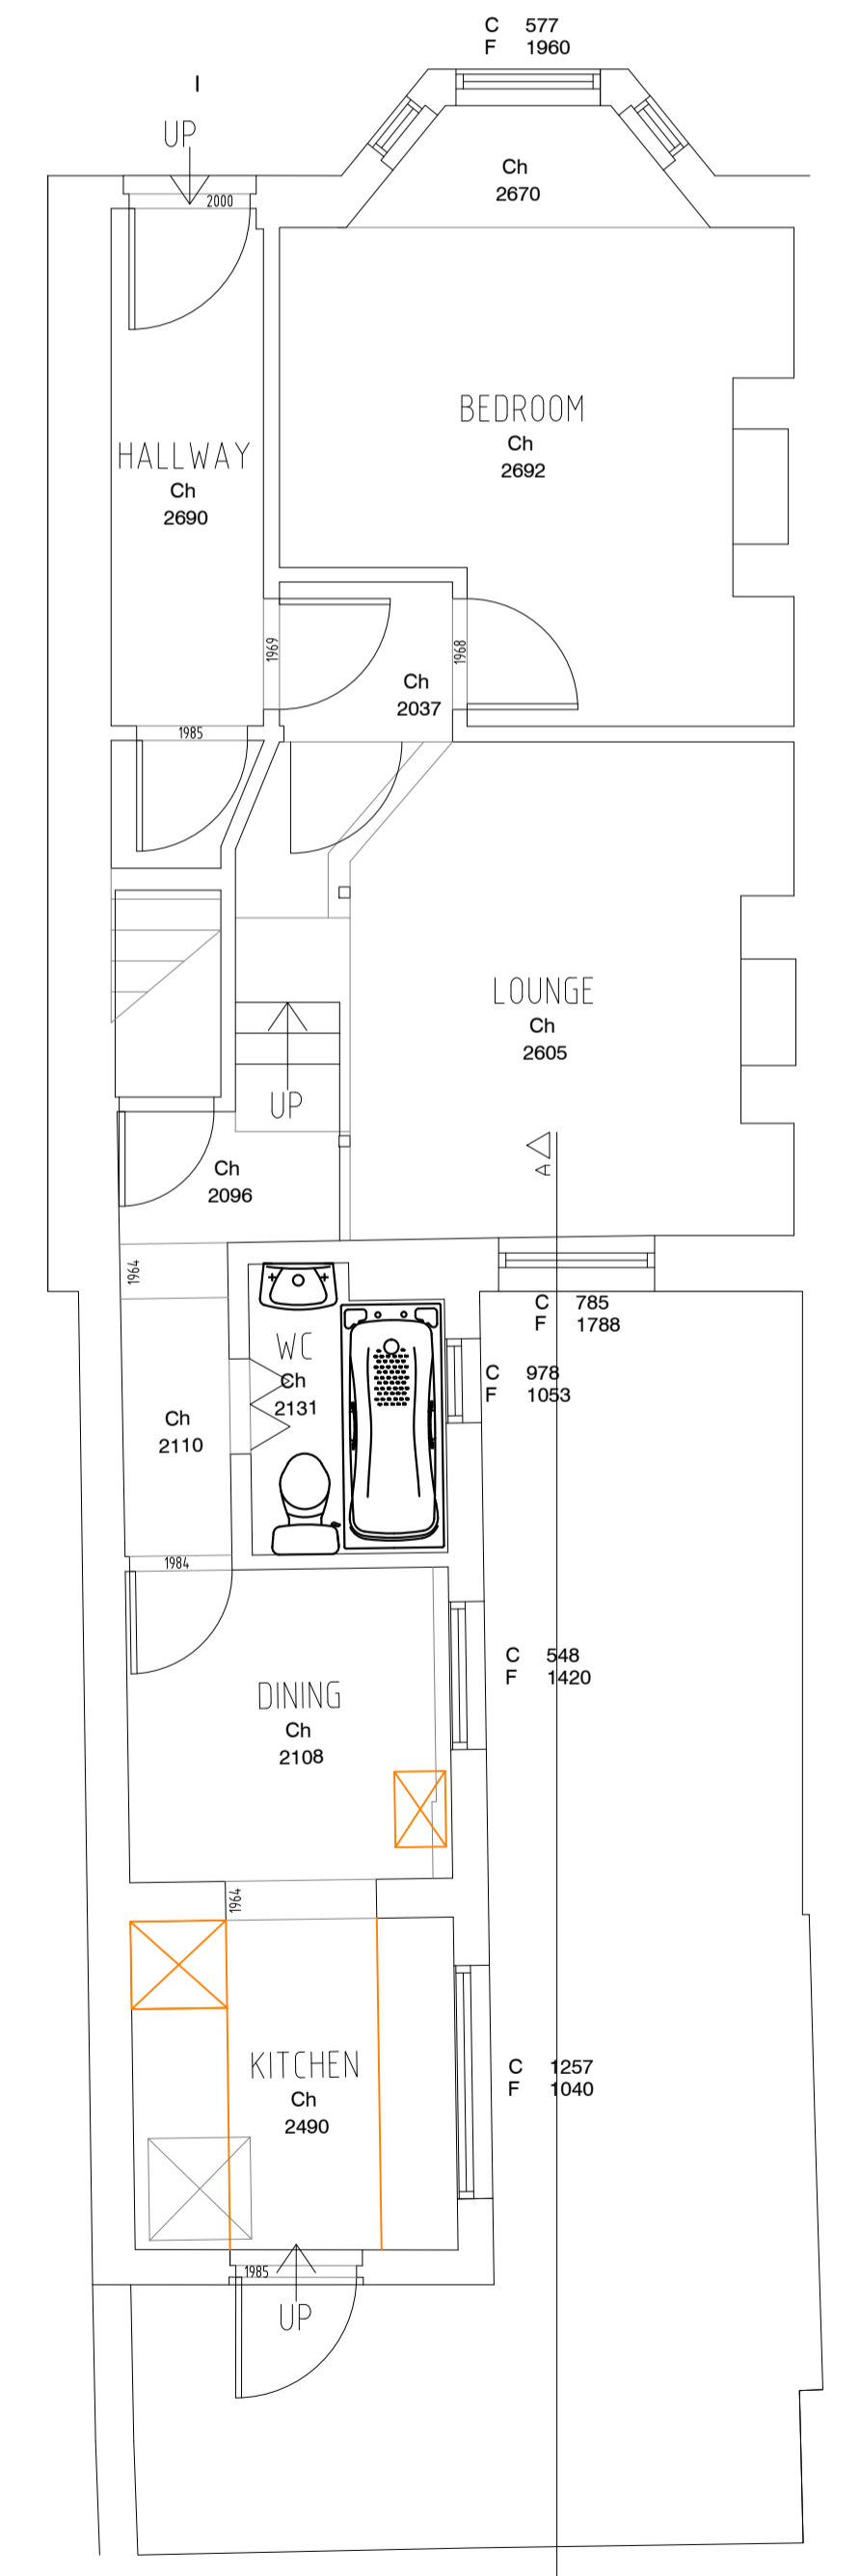 C 577
F 1960
I
UP
2000
Ch
2670
BEDROOM
Ch
2692
HALLWAY
Ch
2690
1969
1968
Ch
2037
1985
LOUNGE
Ch
2605
UP
A
Ch
2096
1964
C 785
F 1788
WC
Ch
2131
C 978
F 1053
Ch
2110
1984
C 548
F 1420
DINING
Ch
2108
1964
KITCHEN
Ch
2490
C 1257
F 1040
1985
UP